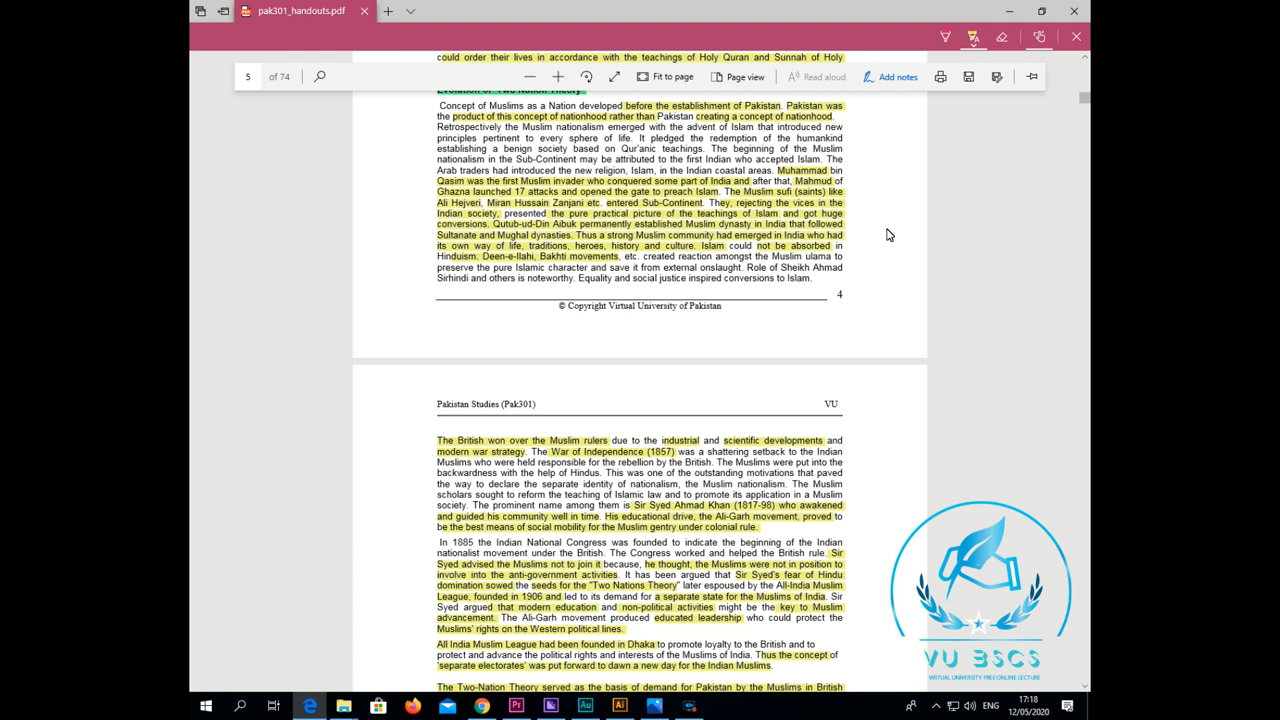 pak301_handouts.pdf
5 of 74
Fit to page
Page view
Read aloud
Add notes
could order their lives in accordance with the teachings of Holy Quran and Sunnah of Holy
Evolution of 'Two Nation Theory'
Concept of Muslims as a Nation developed before the establishment of Pakistan. Pakistan was
the product of this concept of nationhood rather than Pakistan creating a concept of nationhood.
Retrospectively the Muslim nationalism emerged with the advent of Islam that introduced new
principles pertinent to every sphere of life. It pledged the redemption of the humankind
establishing a benign society based on Qur'anic teachings. The beginning of the Muslim
nationalism in the Sub-Continent may be attributed to the first Indian who accepted Islam. The
Arab traders had introduced the new religion, Islam, in the Indian coastal areas. Muhammad bin
Qasim was the first Muslim invader who conquered some part of India and after that, Mahmud of
Ghazna launched 17 attacks and opened the gate to preach Islam. The Muslim sufi (saints) like
Ali Hejveri, Miran Hussain Zanjani etc. entered Sub-Continent. They, rejecting the vices in the
Indian society, presented the pure practical picture of the teachings of Islam and got huge
conversions. Qutub-ud-Din Aibuk permanently established Muslim dynasty in India that followed
Sultanate and Mughal dynasties. Thus a strong Muslim community had emerged in India who had
its own way of life, traditions, heroes, history and culture. Islam could not be absorbed in
Hinduism. Deen-e-Ilahi, Bakhti movements, etc. created reaction amongst the Muslim ulama to
preserve the pure Islamic character and save it from external onslaught. Role of Sheikh Ahmad
Sirhindi and others is noteworthy. Equality and social justice inspired conversions to Islam.
4
© Copyright Virtual University of Pakistan
Pakistan Studies (Pak301) VU
The British won over the Muslim rulers due to the industrial and scientific developments and
modern war strategy. The War of Independence (1857) was a shattering setback to the Indian
Muslims who were held responsible for the rebellion by the British. The Muslims were put into the
backwardness with the help of Hindus. This was one of the outstanding motivations that paved
the way to declare the separate identity of nationalism, the Muslim nationalism. The Muslim
scholars sought to reform the teaching of Islamic law and to promote its application in a Muslim
society. The prominent name among them is Sir Syed Ahmad Khan (1817-98) who awakened
and guided his community well in time. His educational drive, the Ali-Garh movement, proved to
be the best means of social mobility for the Muslim gentry under colonial rule.
In 1885 the Indian National Congress was founded to indicate the beginning of the Indian
nationalist movement under the British. The Congress worked and helped the British rule. Sir
Syed advised the Muslims not to join it because, he thought, the Muslims were not in position to
involve into the anti-government activities. It has been argued that Sir Syed's fear of Hindu
domination sowed the seeds for the "Two Nations Theory" later espoused by the All-India Muslim
League, founded in 1906 and led to its demand for a separate state for the Muslims of India. Sir
Syed argued that modern education and non-political activities might be the key to Muslim
advancement. The Ali-Garh movement produced educated leadership who could protect the
Muslims' rights on the Western political lines.
All India Muslim League had been founded in Dhaka to promote loyalty to the British and to
protect and advance the political rights and interests of the Muslims of India. Thus the concept of
'separate electorates' was put forward to dawn a new day for the Indian Muslims.
The Two-Nation Theory served as the basis of demand for Pakistan by the Muslims in British
VU BSCS
VIRTUAL UNIVERSITY FREE ONLINE LECTURE
ENG
17:18
12/05/2020